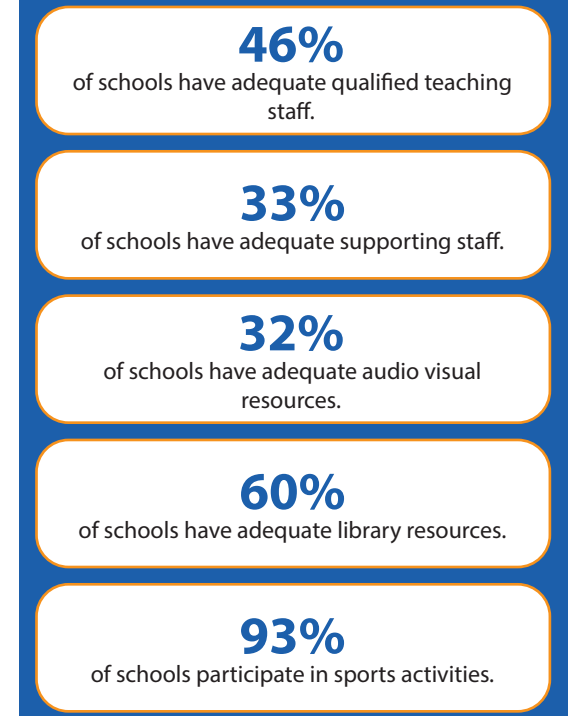 46%
of schools have adequate qualified teaching
staff.
33%
of schools have adequate supporting staff.
32%
of schools have adequate audio visual
resources.
60%
of schools have adequate library resources.
93%
of schools participate in sports activities.